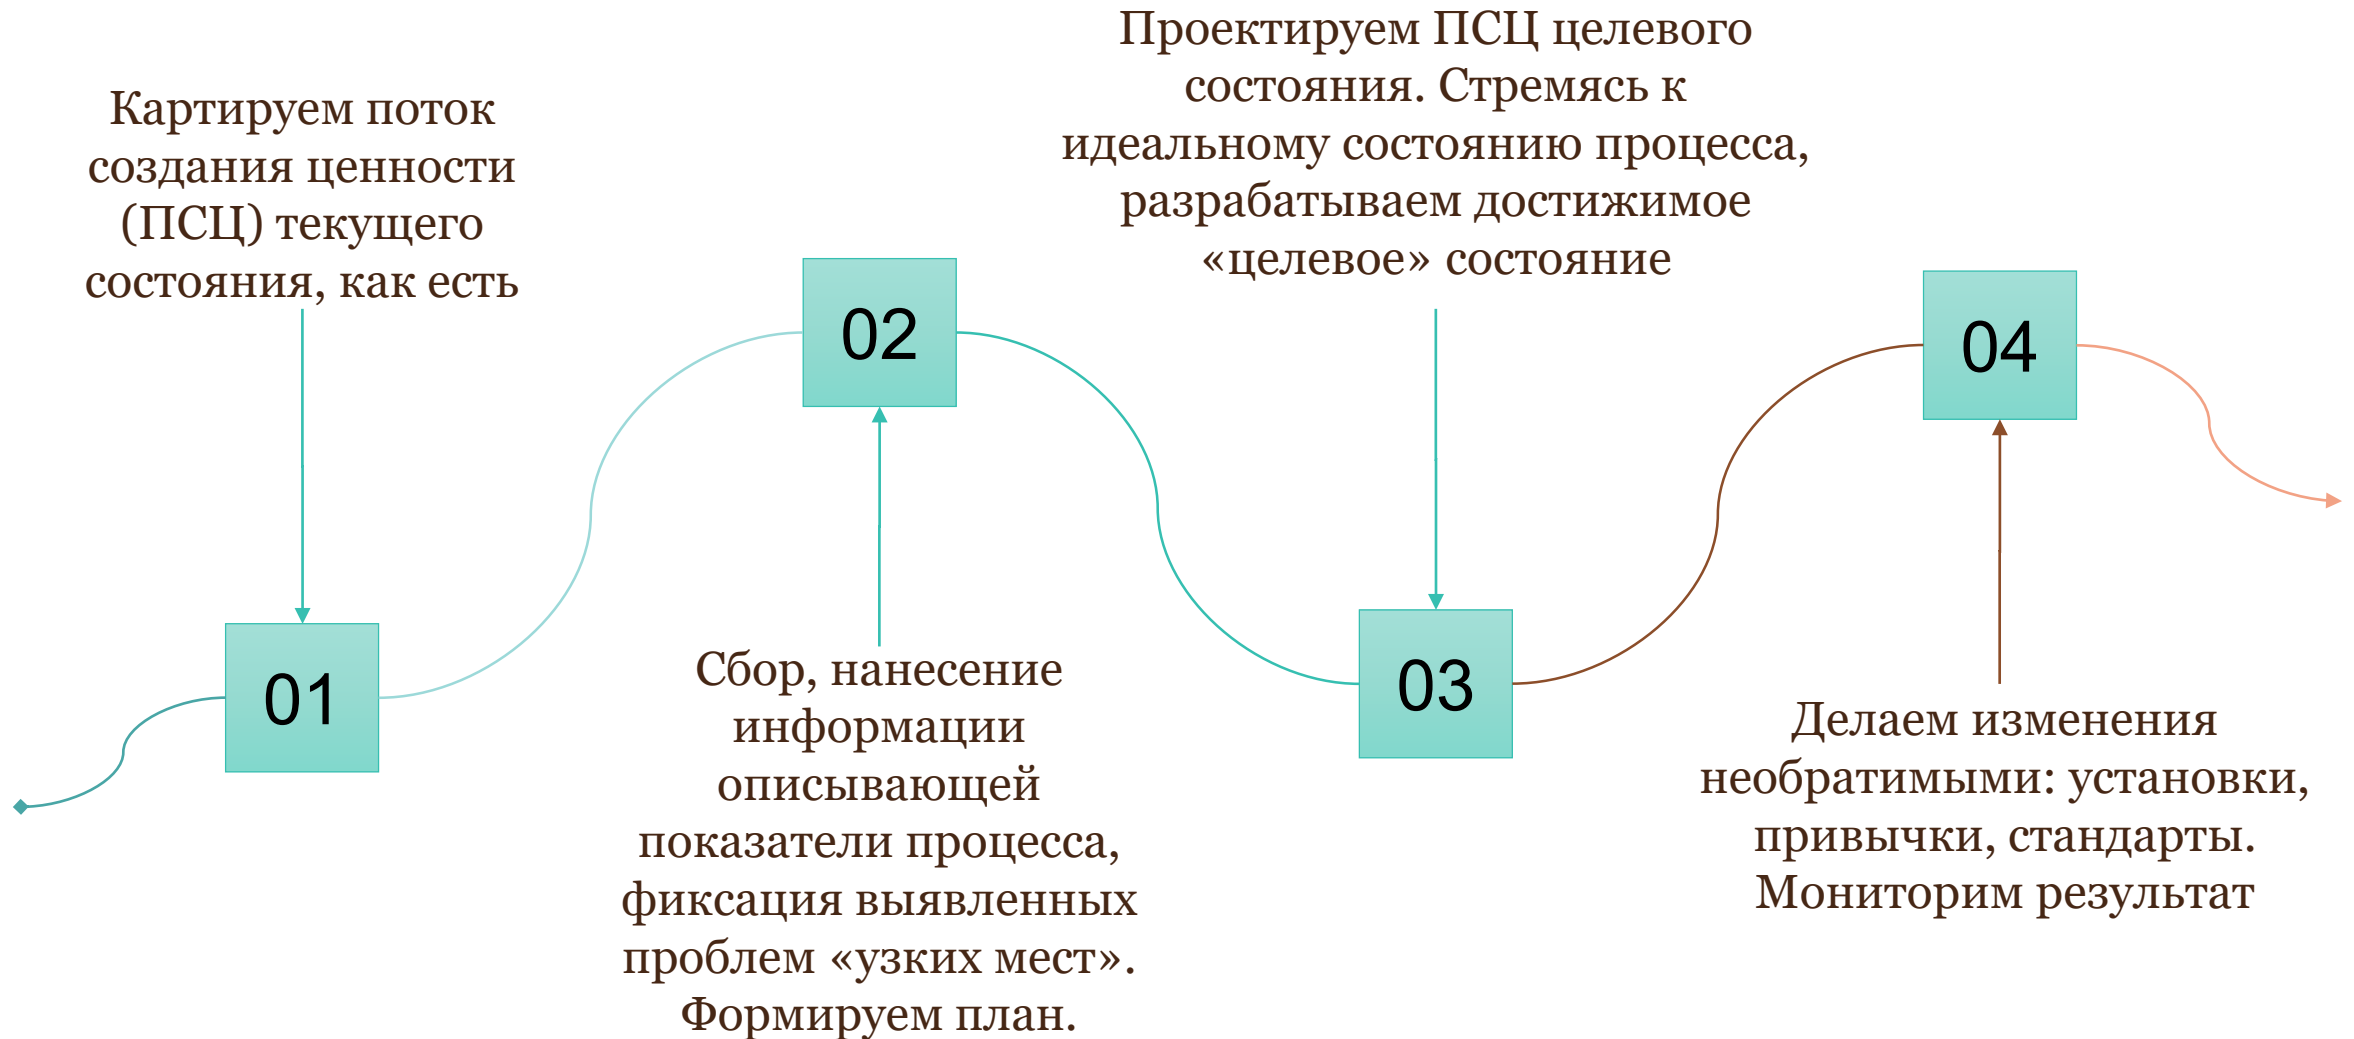 Картируем поток
создания ценности
(ПСЦ) текущего
состояния, как есть
01
02
Сбор, нанесение
информации
описывающей
показатели процесса,
фиксация выявленных
проблем «узких мест».
Формируем план.
Проектируем ПСЦ целевого
состояния. Стремясь к
идеальному состоянию процесса,
разрабатываем достижимое
«целевое» состояние
03
04
Делаем изменения
необратимыми: установки,
привычки, стандарты.
Мониторим результат